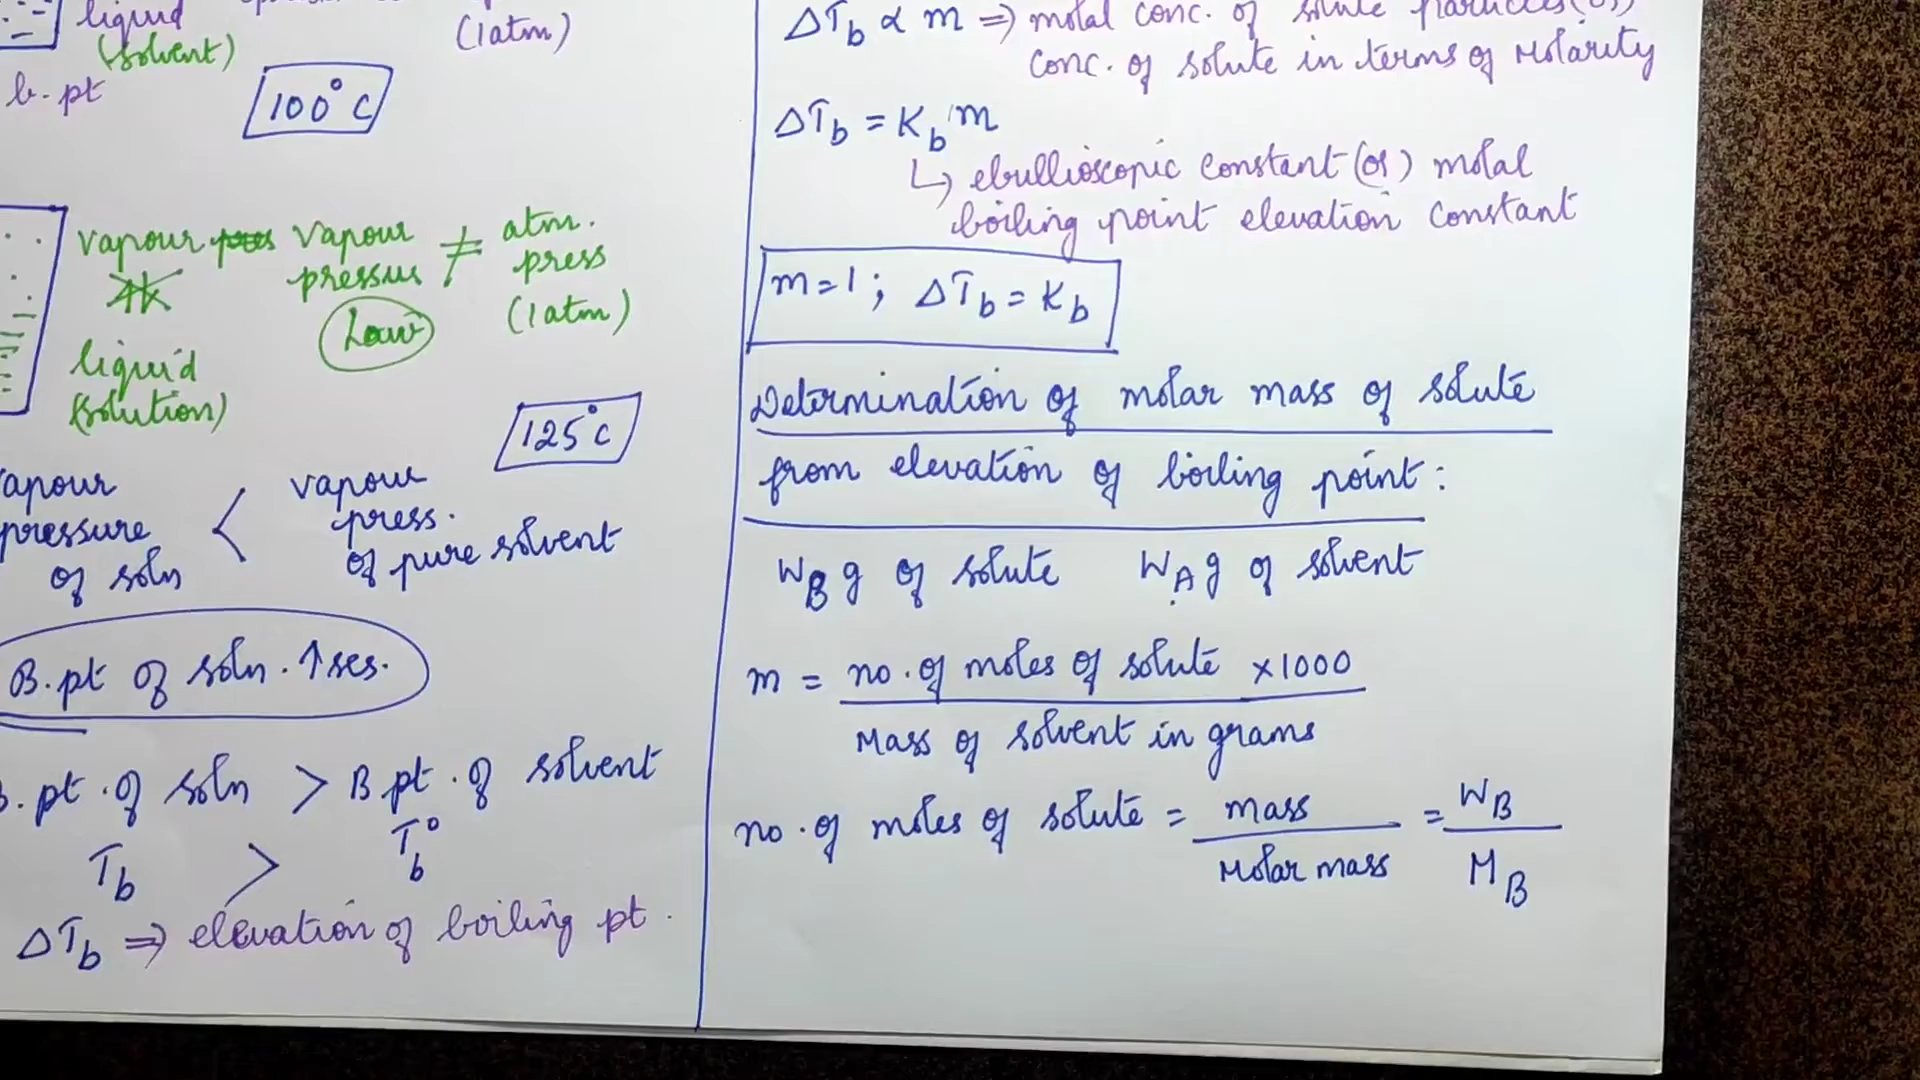 liquid
(solvent)
(1atm)
b.pt
100°C
vapour vapour ≠ atm.
pressure press
(1atm)
Low
liquid
(solution)
125°C
vapour < vapour
pressure press.
of soln of pure solvent
B.pt of soln. ↑ses.
B.pt. of soln > B pt. of solvent
Tb > Tb°
ΔTb ⇒ elevation of boiling pt.
ΔTb ∝ m ⇒ molal conc. of solute particles (or)
conc. of solute in terms of Molarity
ΔTb = Kb m
↳ ebullioscopic constant (or) molal
boiling point elevation constant
m=1; ΔTb = Kb
Determination of molar mass of solute
from elevation of boiling point:
WB g of solute WA g of solvent
m = no. of moles of solute ×1000
Mass of solvent in grams
no. of moles of solute = mass = WB
Molar mass MB